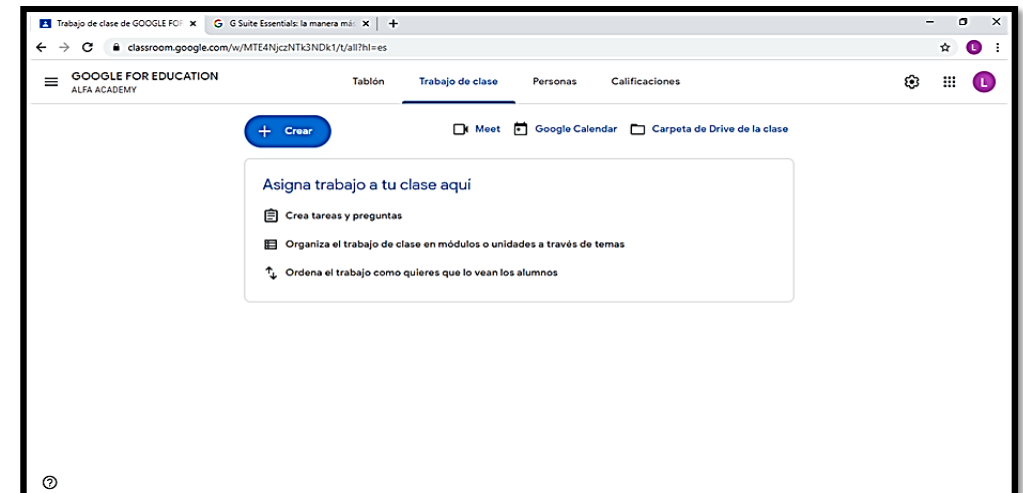 Trabajo de clase de GOOGLE FOR
G Suite Essentials: la manera más
classroom.google.com/w/MTE4NjczNTk3NDk1/t/all?hl=es
L
GOOGLE FOR EDUCATION
ALFA ACADEMY
Tablón Trabajo de clase Personas Calificaciones
L
+ Crear
Meet Google Calendar Carpeta de Drive de la clase
Asigna trabajo a tu clase aquí
Crea tareas y preguntas
Organiza el trabajo de clase en módulos o unidades a través de temas
Ordena el trabajo como quieres que lo vean los alumnos